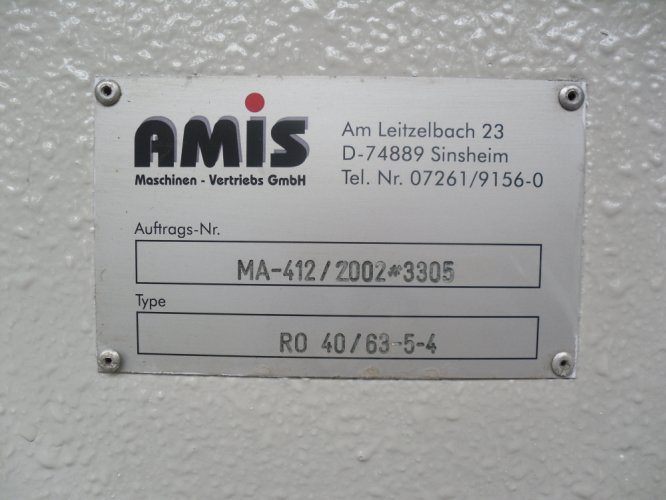 AMiS
Maschinen - Vertriebs GmbH
Am Leitzelbach 23
D-74889 Sinsheim
Tel. Nr. 07261/9156-0
Auftrags-Nr.
MA-412/2002*3305
Type
RO 40/63-5-4